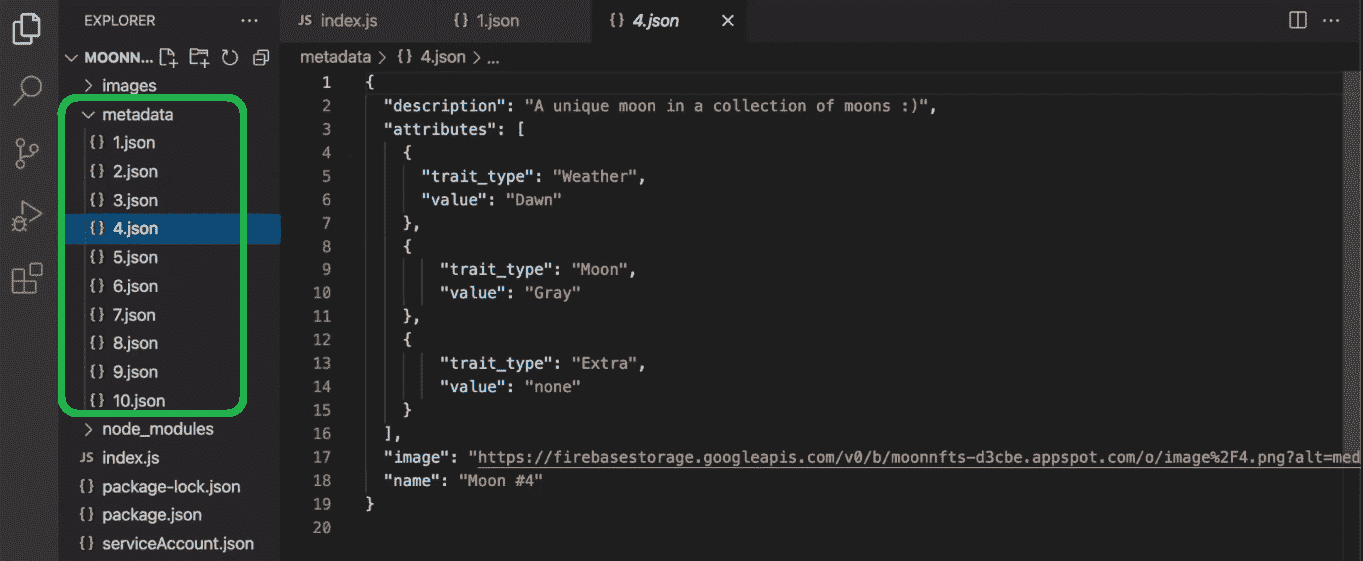 EXPLORER ...
MOONN...
images
metadata
{} 1.json
{} 2.json
{} 3.json
{} 4.json
{} 5.json
{} 6.json
{} 7.json
{} 8.json
{} 9.json
{} 10.json
node_modules
JS index.js
{} package-lock.json
{} package.json
{} serviceAccount.json
JS index.js {} 1.json {} 4.json
metadata > {} 4.json > ...
1 {
2 "description": "A unique moon in a collection of moons :)",
3 "attributes": [
4 {
5 "trait_type": "Weather",
6 "value": "Dawn"
7 },
8 {
9 "trait_type": "Moon",
10 "value": "Gray"
11 },
12 {
13 "trait_type": "Extra",
14 "value": "none"
15 }
16 ],
17 "image": "https://firebasestorage.googleapis.com/v0/b/moonnfts-d3cbe.appspot.com/o/image%2F4.png?alt=med
18 "name": "Moon #4"
19 }
20